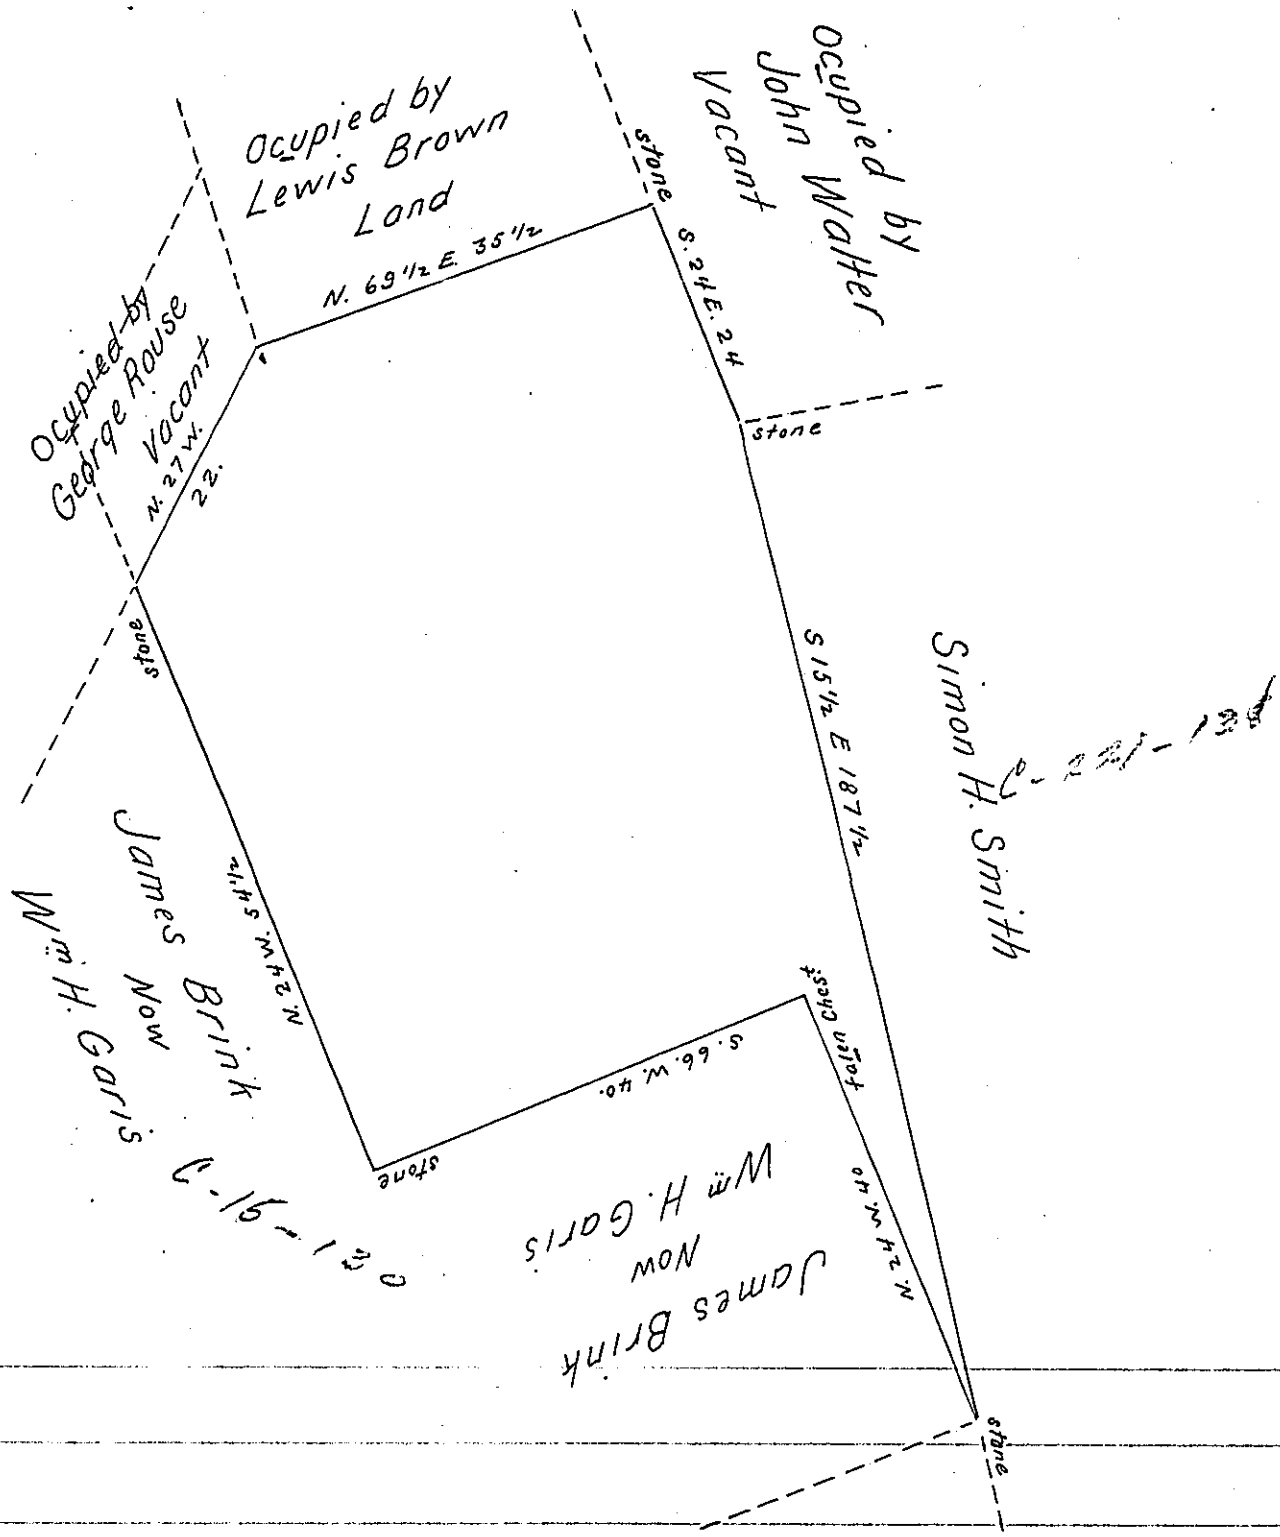 Ocupied by
John Walter
Vacant
Ocupied by
Lewis Brown
Land
stone
N. 69 1/2 E. 35 1/2
S. 24 E. 24
Ocupied by
George Rouse
Vacant
N. 27 W.
22.
stone
stone
S 15 1/2 E 187 1/2
Simon H. Smith
C-221-
James Brink
Now
Wm H. Garis
N. 24 W. 54 1/2
Chest
fallen
S. 66. W. 40.
stone
N. 24 W. 40
James Brink
Now
Wm H. Garis
stone